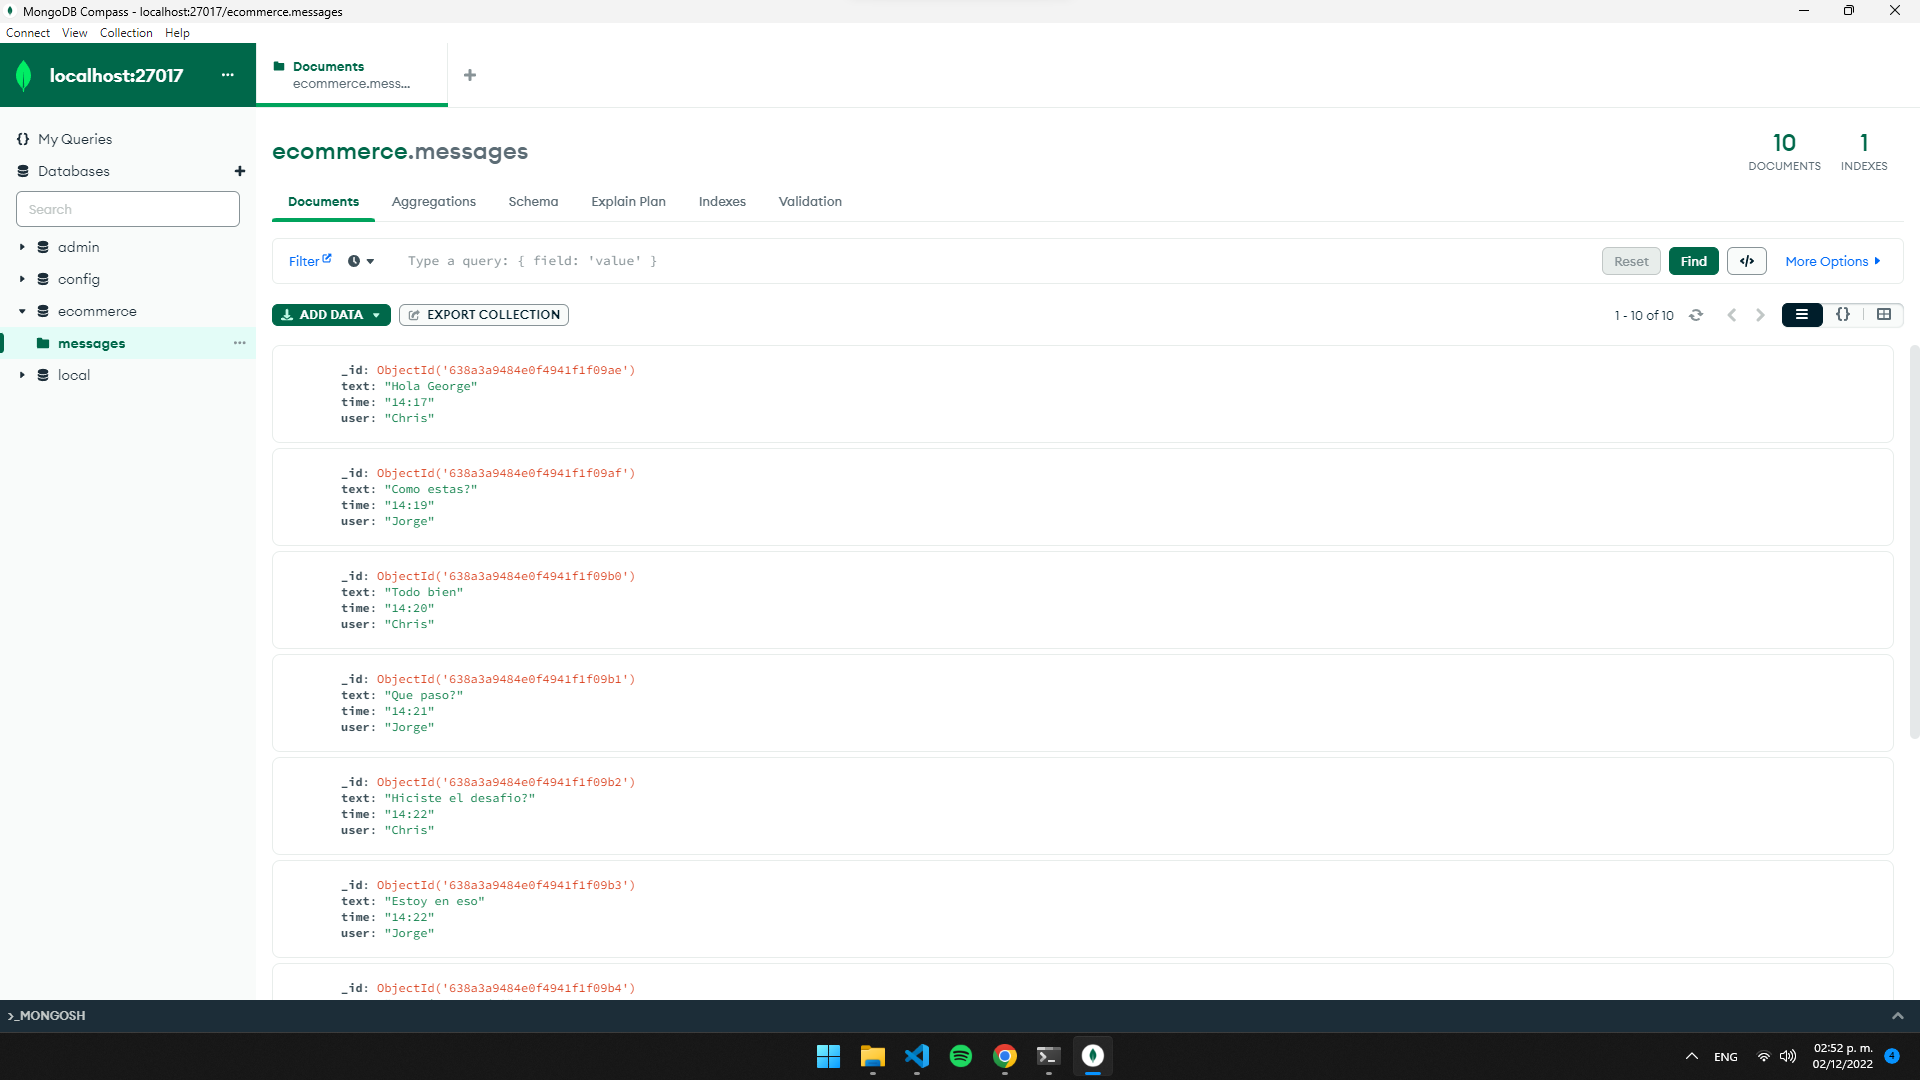 MongoDB Compass - localhost:27017/ecommerce.messages
Connect View Collection Help
localhost:27017 ...
Documents
ecommerce.mess...
My Queries
Databases
Search
admin
config
ecommerce
messages
local
ecommerce.messages
10
DOCUMENTS
1
INDEXES
Documents Aggregations Schema Explain Plan Indexes Validation
Filter Type a query: { field: 'value' } Reset Find </> More Options
ADD DATA EXPORT COLLECTION 1 - 10 of 10 {}
_id: ObjectId('638a3a9484e0f4941f1f09ae')
text: "Hola George"
time: "14:17"
user: "Chris"
_id: ObjectId('638a3a9484e0f4941f1f09af')
text: "Como estas?"
time: "14:19"
user: "Jorge"
_id: ObjectId('638a3a9484e0f4941f1f09b0')
text: "Todo bien"
time: "14:20"
user: "Chris"
_id: ObjectId('638a3a9484e0f4941f1f09b1')
text: "Que paso?"
time: "14:21"
user: "Jorge"
_id: ObjectId('638a3a9484e0f4941f1f09b2')
text: "Hiciste el desafio?"
time: "14:22"
user: "Chris"
_id: ObjectId('638a3a9484e0f4941f1f09b3')
text: "Estoy en eso"
time: "14:22"
user: "Jorge"
_id: ObjectId('638a3a9484e0f4941f1f09b4')
>_MONGOSH
ENG
02:52 p. m.
02/12/2022
4